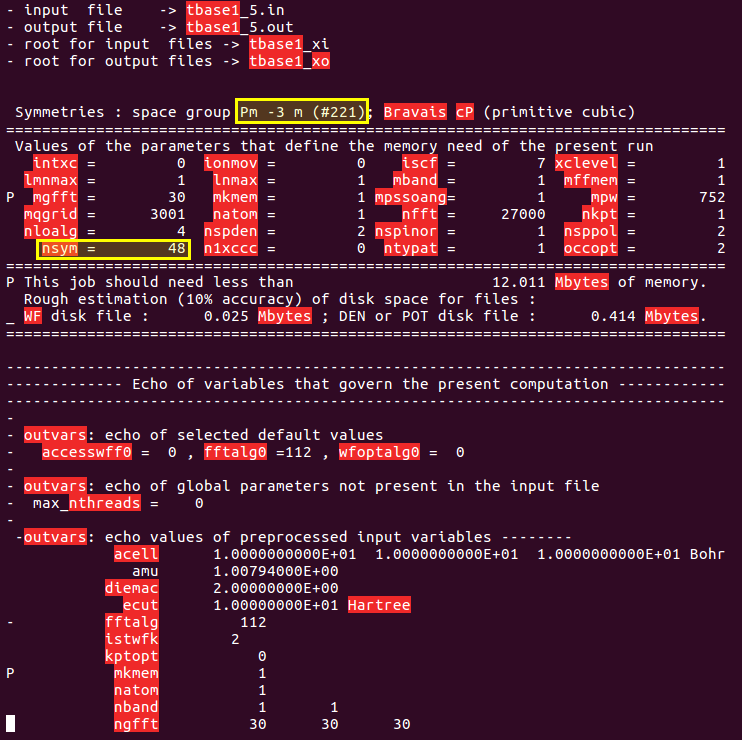 - input  file    -> tbase1_5.in
- output file    -> tbase1_5.out
- root for input  files -> tbase1_xi
- root for output files -> tbase1_xo
Symmetries : space group Pm -3 m (#221); Bravais cP (primitive cubic)
================================================================================
Values of the parameters that define the memory need of the present run
intxc =         0  ionmov =         0    iscf =         7 xclevel =         1
lmnmax =         1   lnmax =         1   mband =         1  mffmem =         1
P  mgfft =        30   mkmem =         1 mpssoang=         1     mpw =       752
mqgrid =      3001   natom =         1    nfft =     27000    nkpt =         1
nloalg =         4  nspden =         2 nspinor =         1  nsppol =         2
nsym =        48  n1xccc =         0  ntypat =         1  occopt =         2
================================================================================
P This job should need less than                      12.011 Mbytes of memory.
Rough estimation (10% accuracy) of disk space for files :
_ WF disk file :      0.025 Mbytes ; DEN or POT disk file :      0.414 Mbytes.
================================================================================
--------------------------------------------------------------------------------
------------- Echo of variables that govern the present computation ------------
--------------------------------------------------------------------------------
-
- outvars: echo of selected default values
-   accesswff0 =  0 , fftalg0 =112 , wfoptalg0 =  0
-
- outvars: echo of global parameters not present in the input file
-  max_nthreads =    0
-
-outvars: echo values of preprocessed input variables --------
acell      1.0000000000E+01  1.0000000000E+01  1.0000000000E+01 Bohr
amu      1.00794000E+00
diemac      2.00000000E+00
ecut      1.00000000E+01 Hartree
-          fftalg         112
istwfk        2
kptopt           0
P           mkmem           1
natom           1
nband           1       1
ngfft          30      30      30